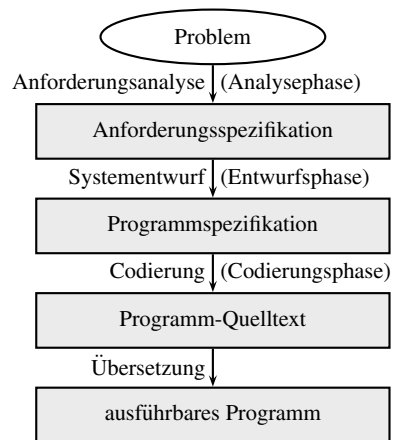 Problem
Anforderungsanalyse (Analysephase)
Anforderungsspezifikation
Systementwurf (Entwurfsphase)
Programmspezifikation
Codierung (Codierungsphase)
Programm-Quelltext
Übersetzung
ausführbares Programm